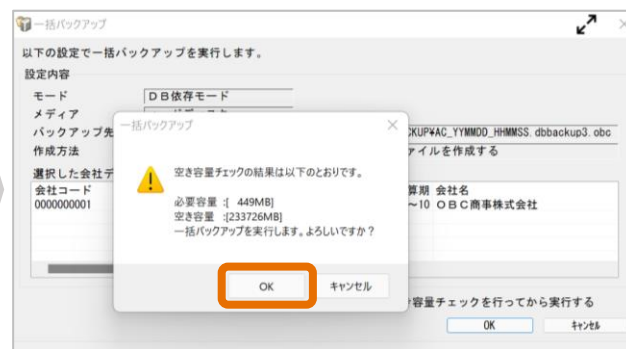 一括バックアップ
以下の設定で一括バックアップを実行します。
設定内容
モード
DB依存モード
メディア
バックアップ先
CKUP¥AC_YYMMDD_HHMMSS.dbbackup3.obc
作成方法
ァイルを作成する
選択した会社デ
会社コード
算期 会社名
0000000001
~10 OBC商事株式会社
一括バックアップ
空き容量チェックの結果は以下のとおりです。
必要容量 :[ 449MB]
空き容量 :[233726MB]
一括バックアップを実行します。よろしいですか?
OK
キャンセル
容量チェックを行ってから実行する
OK
キャンセル